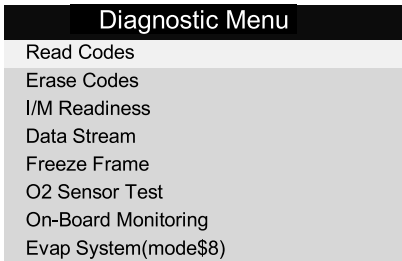 Diagnostic Menu
Read Codes
Erase Codes
I/M Readiness
Data Stream
Freeze Frame
O2 Sensor Test
On-Board Monitoring
Evap System(mode$8)